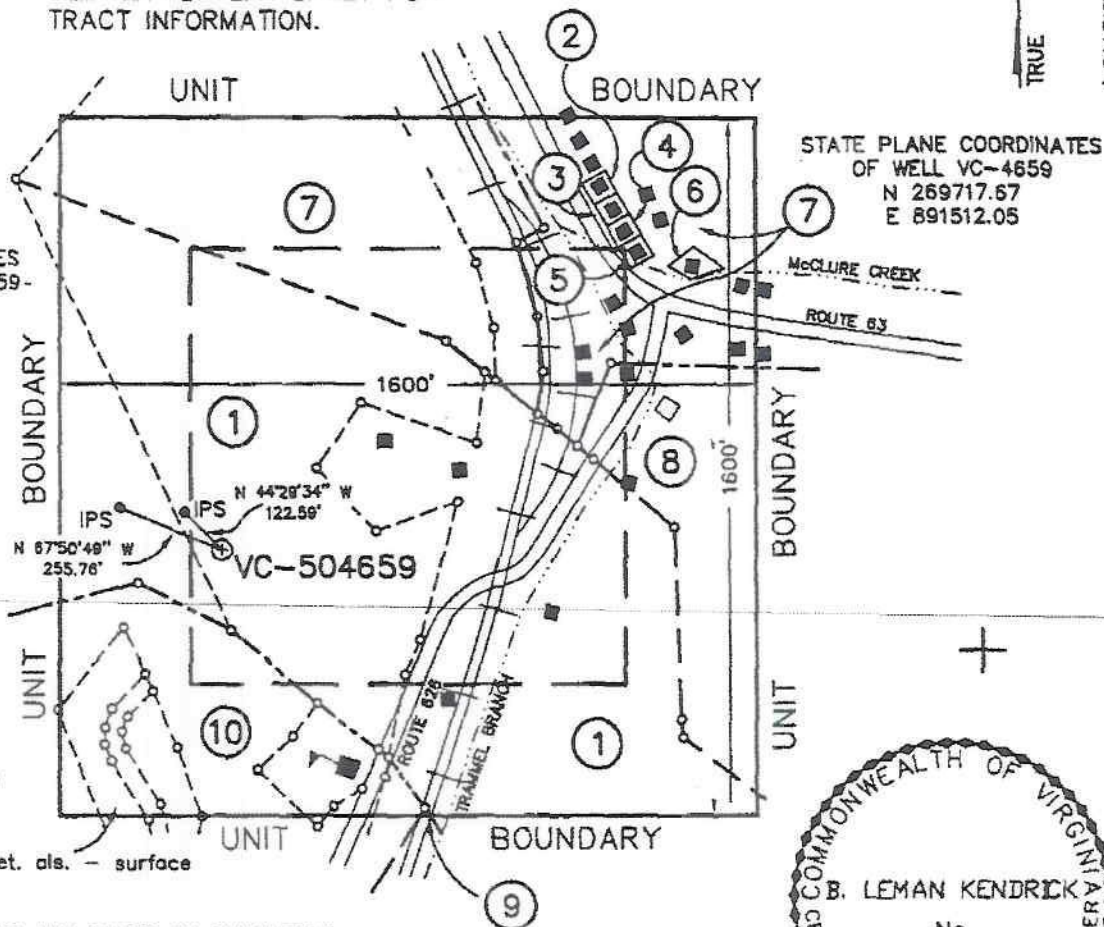 TRACT INFORMATION.
TRUE
UNIT
BOUNDARY
2
STATE PLANE COORDINATES
OF WELL VC-4659
N 269717.67
E 891512.05
3
4
6
7
7
5
McCLURE CREEK
ROUTE 63
ES
59-
BOUNDARY
1600'
1
8
1600'
BOUNDARY
IPS
IPS
N 44°29'34" W
122.59'
N 67°50'49" W
255.76'
VC-504659
UNIT
10
ROUTE 626
TRAMMEL BRANCH
1
UNIT
UNIT
BOUNDARY
et. als. - surface
9
COMMONWEALTH OF VIRGINIA
B. LEMAN KENDRICK
No.